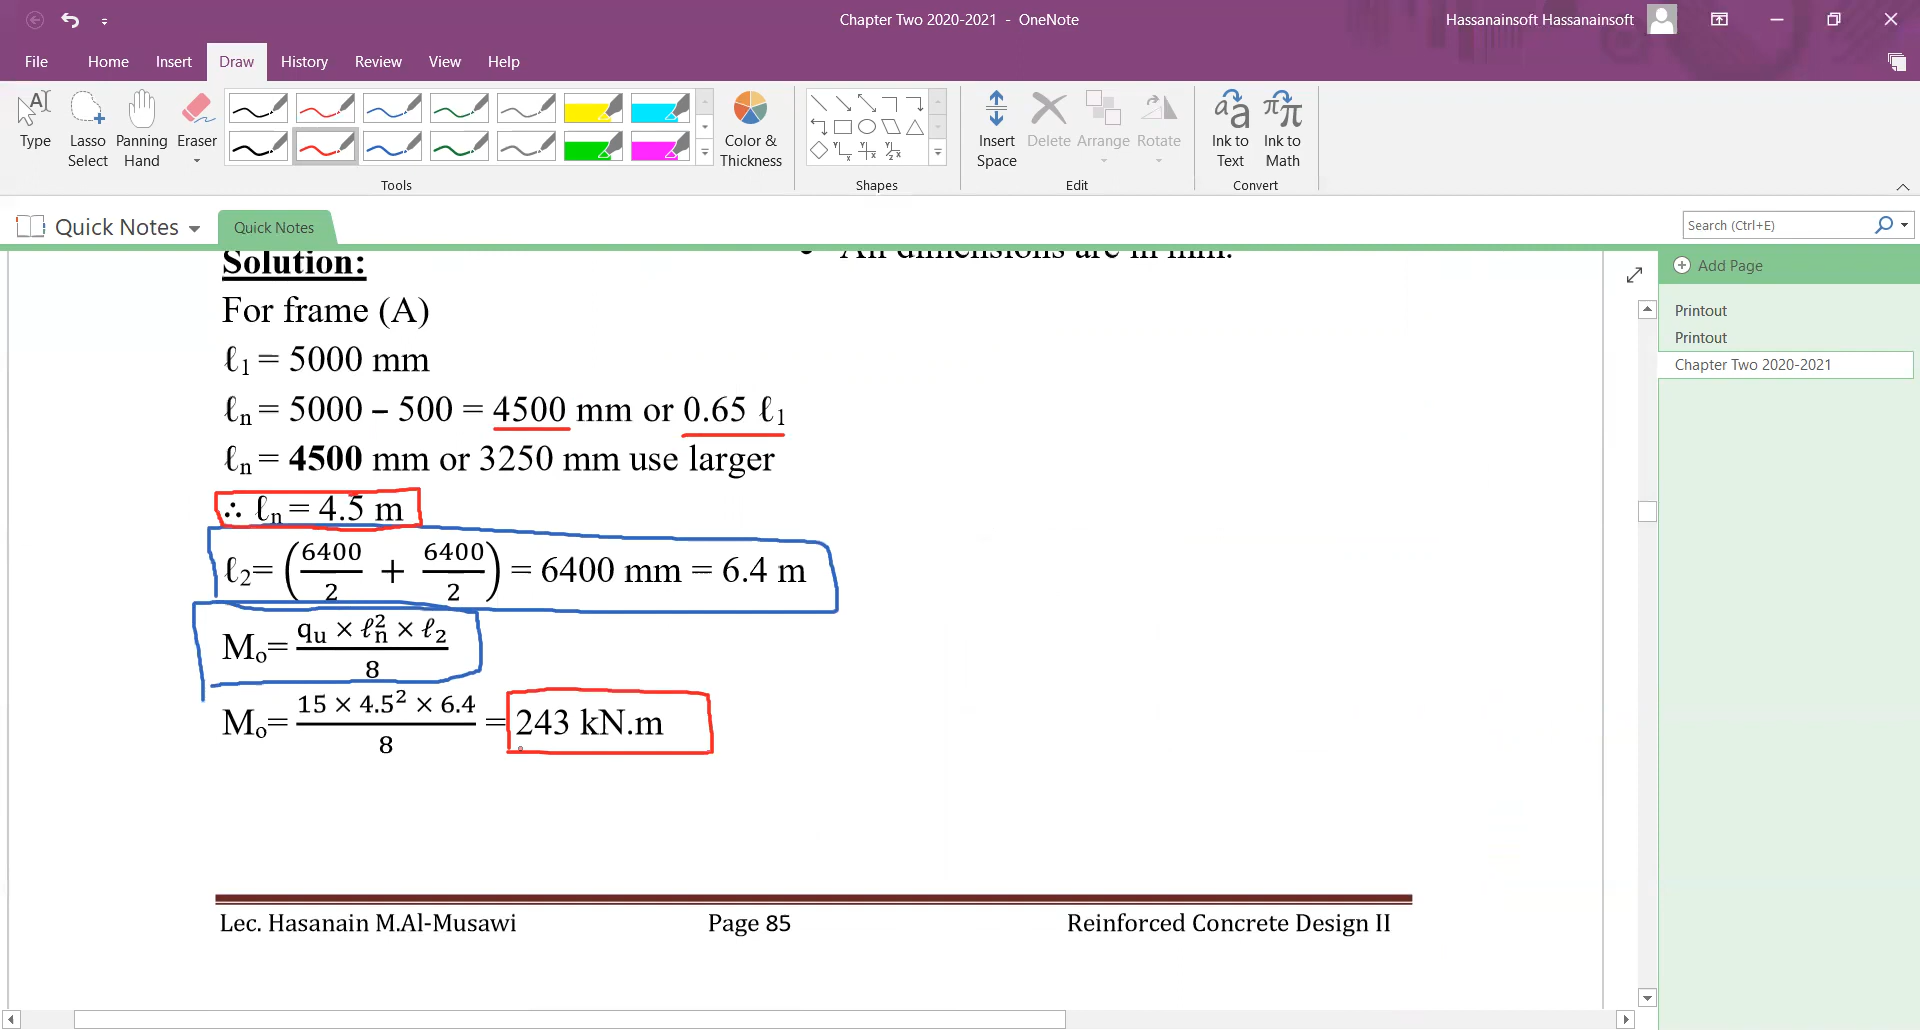 Chapter Two 2020-2021 - OneNote
Hassanainsoft Hassanainsoft
File Home Insert Draw History Review View Help
Type
Lasso Select
Panning Hand
Eraser
Color & Thickness
Insert Space
Delete
Arrange
Rotate
Ink to Text
Ink to Math
Tools
Shapes
Edit
Convert
Quick Notes
Quick Notes
Search (Ctrl+E)
Add Page
Printout
Printout
Chapter Two 2020-2021
Solution:
• All dimensions are in mm.
For frame (A)
ℓ₁ = 5000 mm
ℓₙ = 5000 – 500 = 4500 mm or 0.65 ℓ₁
ℓₙ = 4500 mm or 3250 mm use larger
∴ ℓₙ = 4.5 m
ℓ₂= (6400/2 + 6400/2) = 6400 mm = 6.4 m
Mₒ= (qᵤ × ℓₙ² × ℓ₂)/8
Mₒ= (15 × 4.5² × 6.4)/8 = 243 kN.m
Lec. Hasanain M.Al-Musawi Page 85 Reinforced Concrete Design II